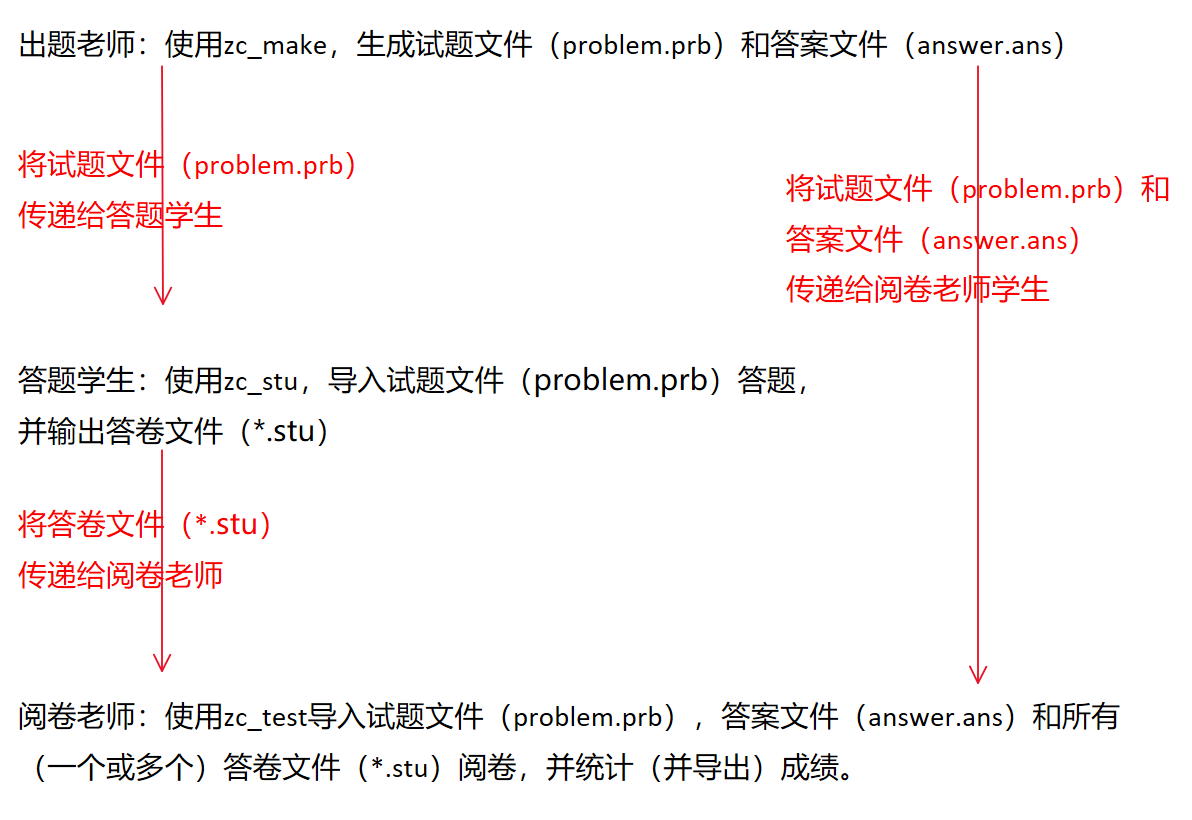 出题老师：使用zc_make，生成试题文件（problem.prb）和答案文件（answer.ans）
将试题文件（problem.prb）
传递给答题学生
将试题文件（problem.prb）和
答案文件（answer.ans）
传递给阅卷老师学生
答题学生：使用zc_stu，导入试题文件（problem.prb）答题，
并输出答卷文件（*.stu）
将答卷文件（*.stu）
传递给阅卷老师
阅卷老师：使用zc_test导入试题文件（problem.prb），答案文件（answer.ans）和所有
（一个或多个）答卷文件（*.stu）阅卷，并统计（并导出）成绩。